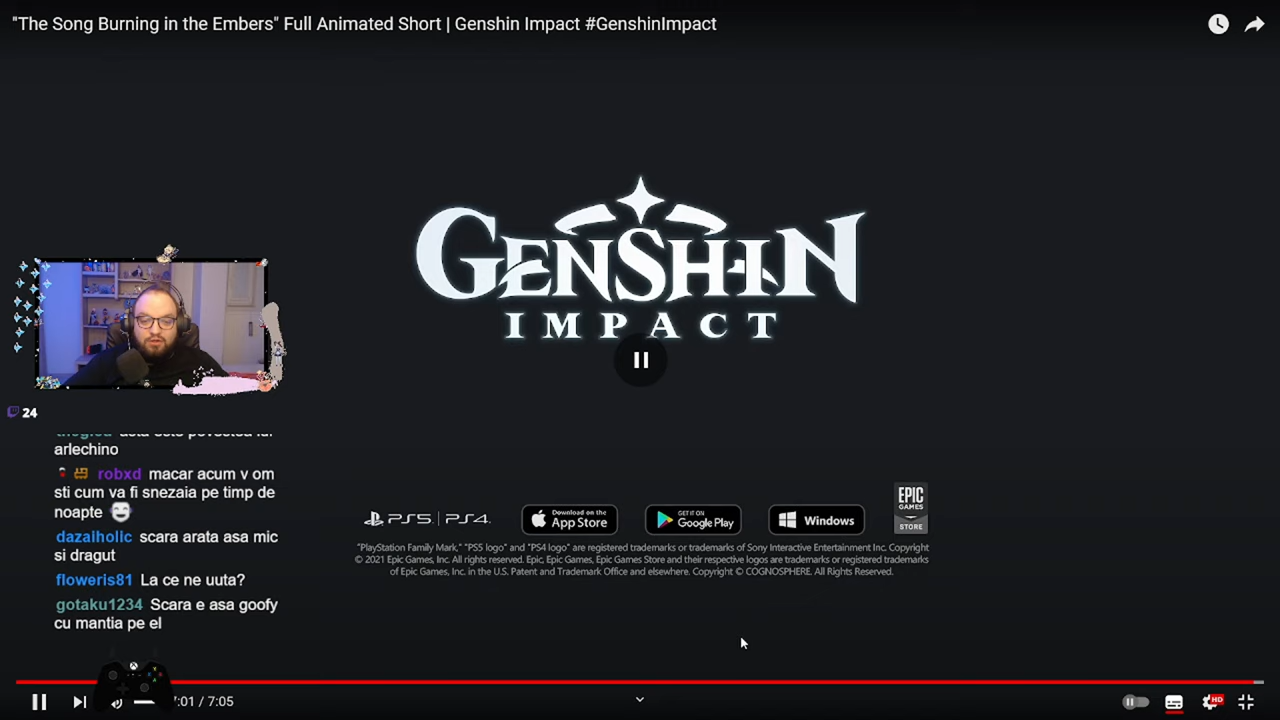 "The Song Burning in the Embers" Full Animated Short | Genshin Impact #GenshinImpact
GENSHIN
IMPACT
24
arlechino
robxd macar acum v om
sti cum va fi snezaia pe timp de
noapte
dazaiholic scara arata asa mic
si dragut
floweris81 La ce ne uuta?
gotaku1234 Scara e asa goofy
cu mantia pe el
PS5 | PS4
Download on the
App Store
GET IT ON
Google Play
Windows
EPIC
GAMES
STORE
"PlayStation Family Mark," "PS5 logo" and "PS4 logo" are registered trademarks or trademarks of Sony Interactive Entertainment Inc. Copyright
© 2021 Epic Games, Inc. All rights reserved. Epic, Epic Games, Epic Games Store and their respective logos are trademarks or registered trademarks
of Epic Games, Inc. in the U.S. Patent and Trademark Office and elsewhere. Copyright © COGNOSPHERE. All Rights Reserved.
7:01 / 7:05
HD